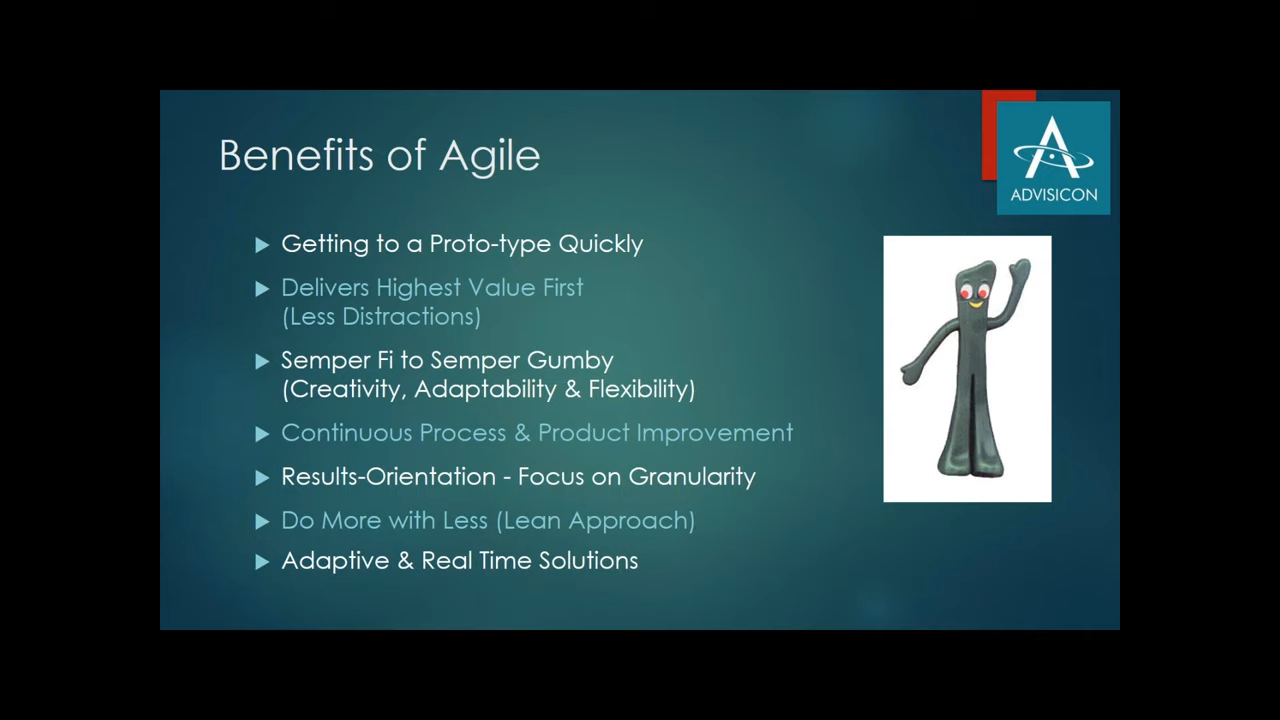 Benefits of Agile
ADVISICON
Getting to a Proto-type Quickly
Delivers Highest Value First
(Less Distractions)
Semper Fi to Semper Gumby
(Creativity, Adaptability & Flexibility)
Continuous Process & Product Improvement
Results-Orientation - Focus on Granularity
Do More with Less (Lean Approach)
Adaptive & Real Time Solutions